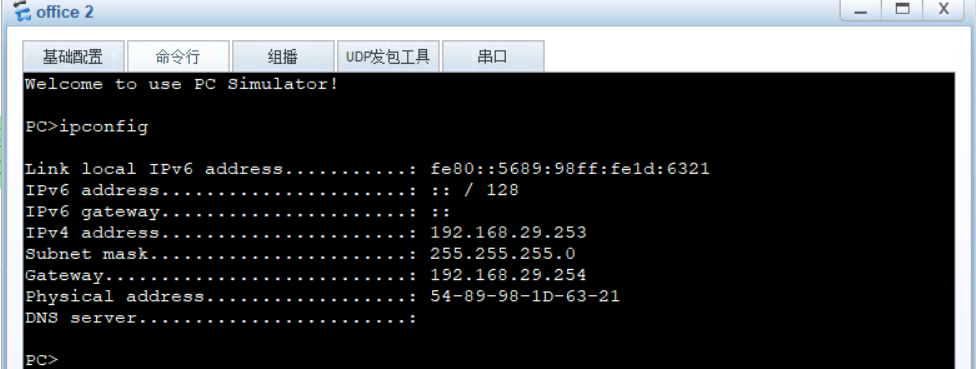 office 2
基础配置 命令行 组播 UDP发包工具 串口
Welcome to use PC Simulator!
PC>ipconfig
Link local IPv6 address...........: fe80::5689:98ff:fe1d:6321
IPv6 address......................: :: / 128
IPv6 gateway......................: ::
IPv4 address......................: 192.168.29.253
Subnet mask.......................: 255.255.255.0
Gateway...........................: 192.168.29.254
Physical address..................: 54-89-98-1D-63-21
DNS server........................:
PC>